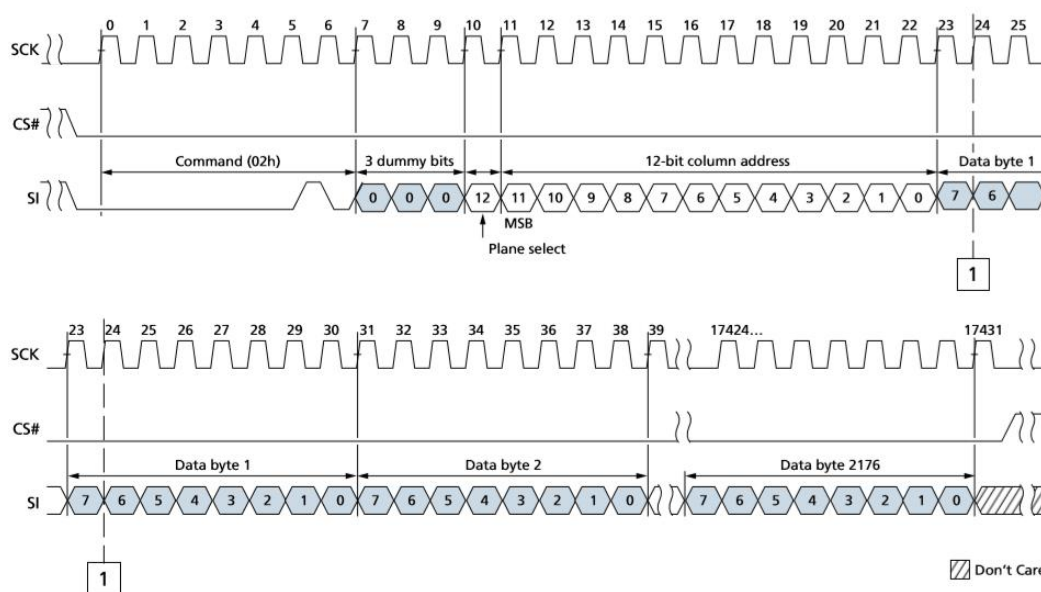 0 1 2 3 4 5 6 7 8 9 10 11 12 13 14 15 16 17 18 19 20 21 22 23 24 25
SCK
CS#
Command (02h) 3 dummy bits 12-bit column address Data byte 1
SI 0 0 0 12 11 10 9 8 7 6 5 4 3 2 1 0 7 6
MSB
Plane select
1
23 24 25 26 27 28 29 30 31 32 33 34 35 36 37 38 39 17424... 17431
SCK
CS#
Data byte 1 Data byte 2 Data byte 2176
SI 7 6 5 4 3 2 1 0 7 6 5 4 3 2 1 0 7 6 5 4 3 2 1 0
1
Don't Care